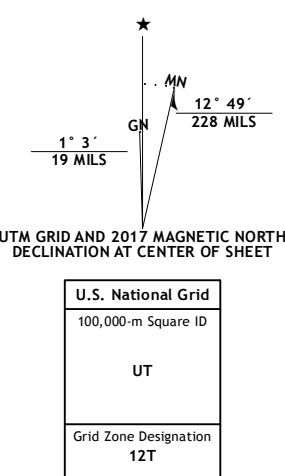 ★
MN
GN
12° 49´
228 MILS
1° 3´
19 MILS
UTM GRID AND 2017 MAGNETIC NORTH
DECLINATION AT CENTER OF SHEET
U.S. National Grid
100,000-m Square ID
UT
Grid Zone Designation
12T